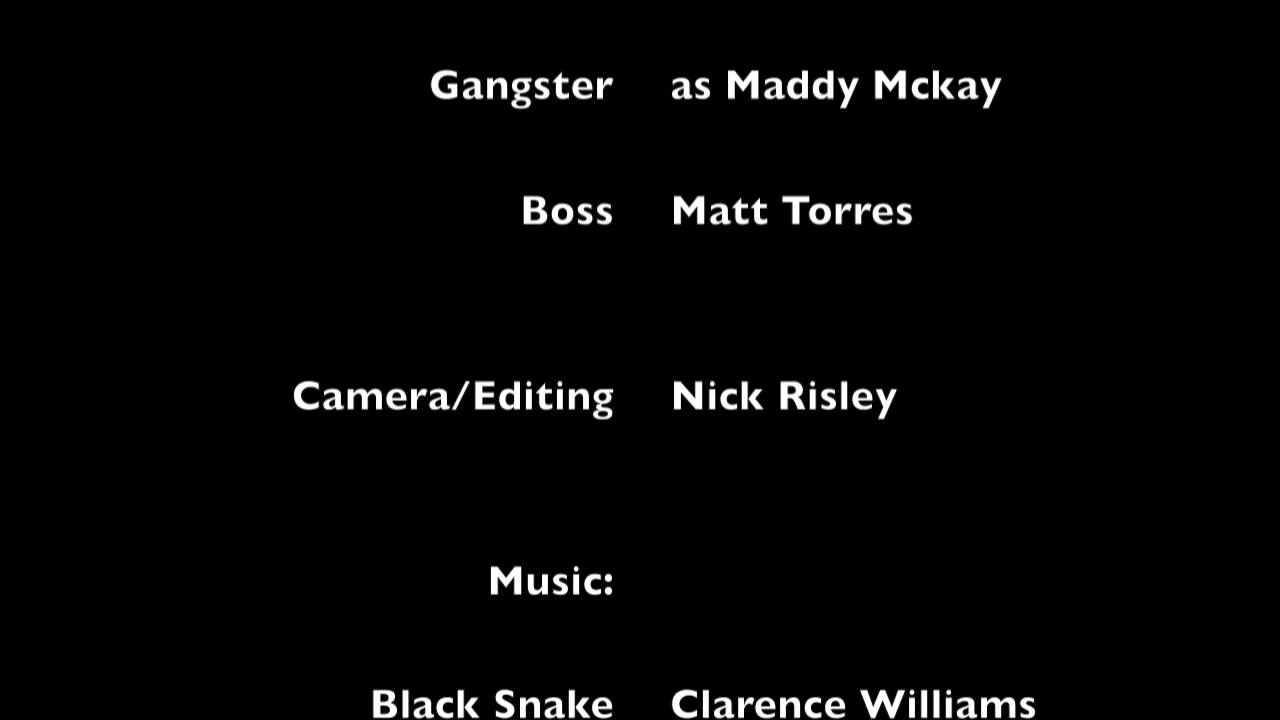 Gangster as Maddy Mckay
Boss Matt Torres
Camera/Editing Nick Risley
Music:
Black Snake Clarence Williams